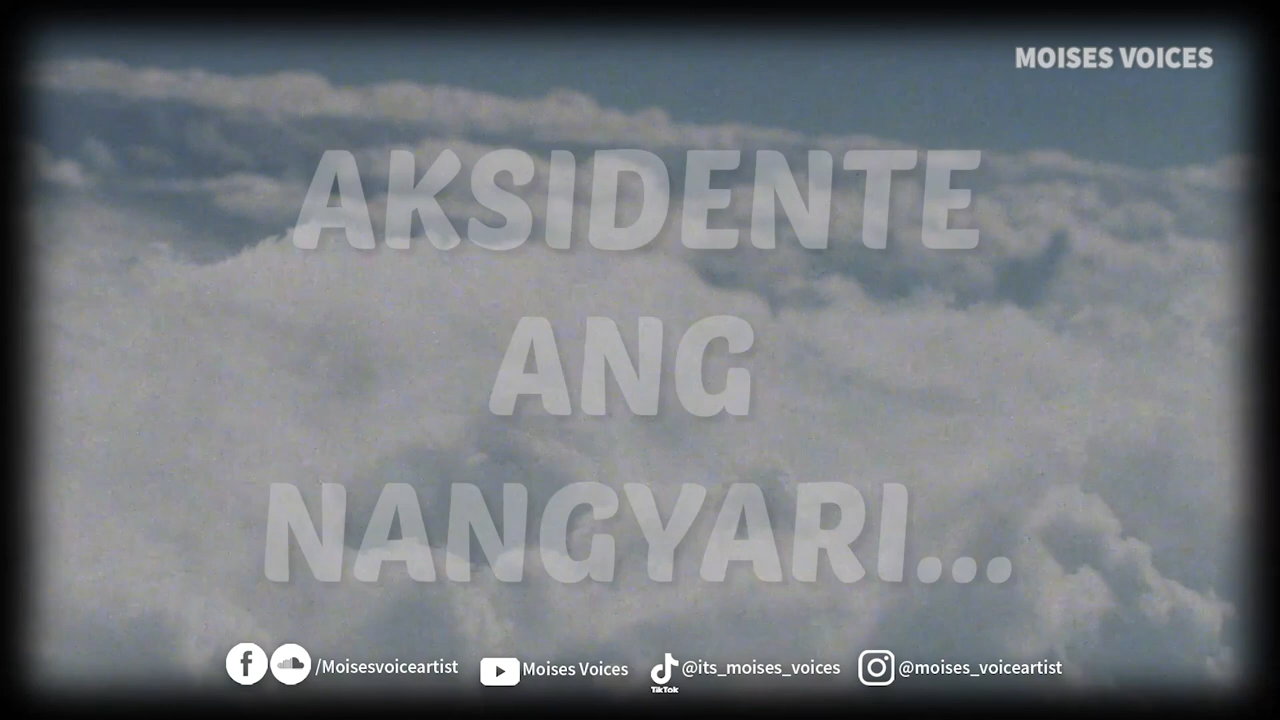 MOISES VOICES
AKSIDENTE
ANG
NANGYARI...
/Moisesvoiceartist Moises Voices @its_moises_voices @moises_voiceartist
TikTok